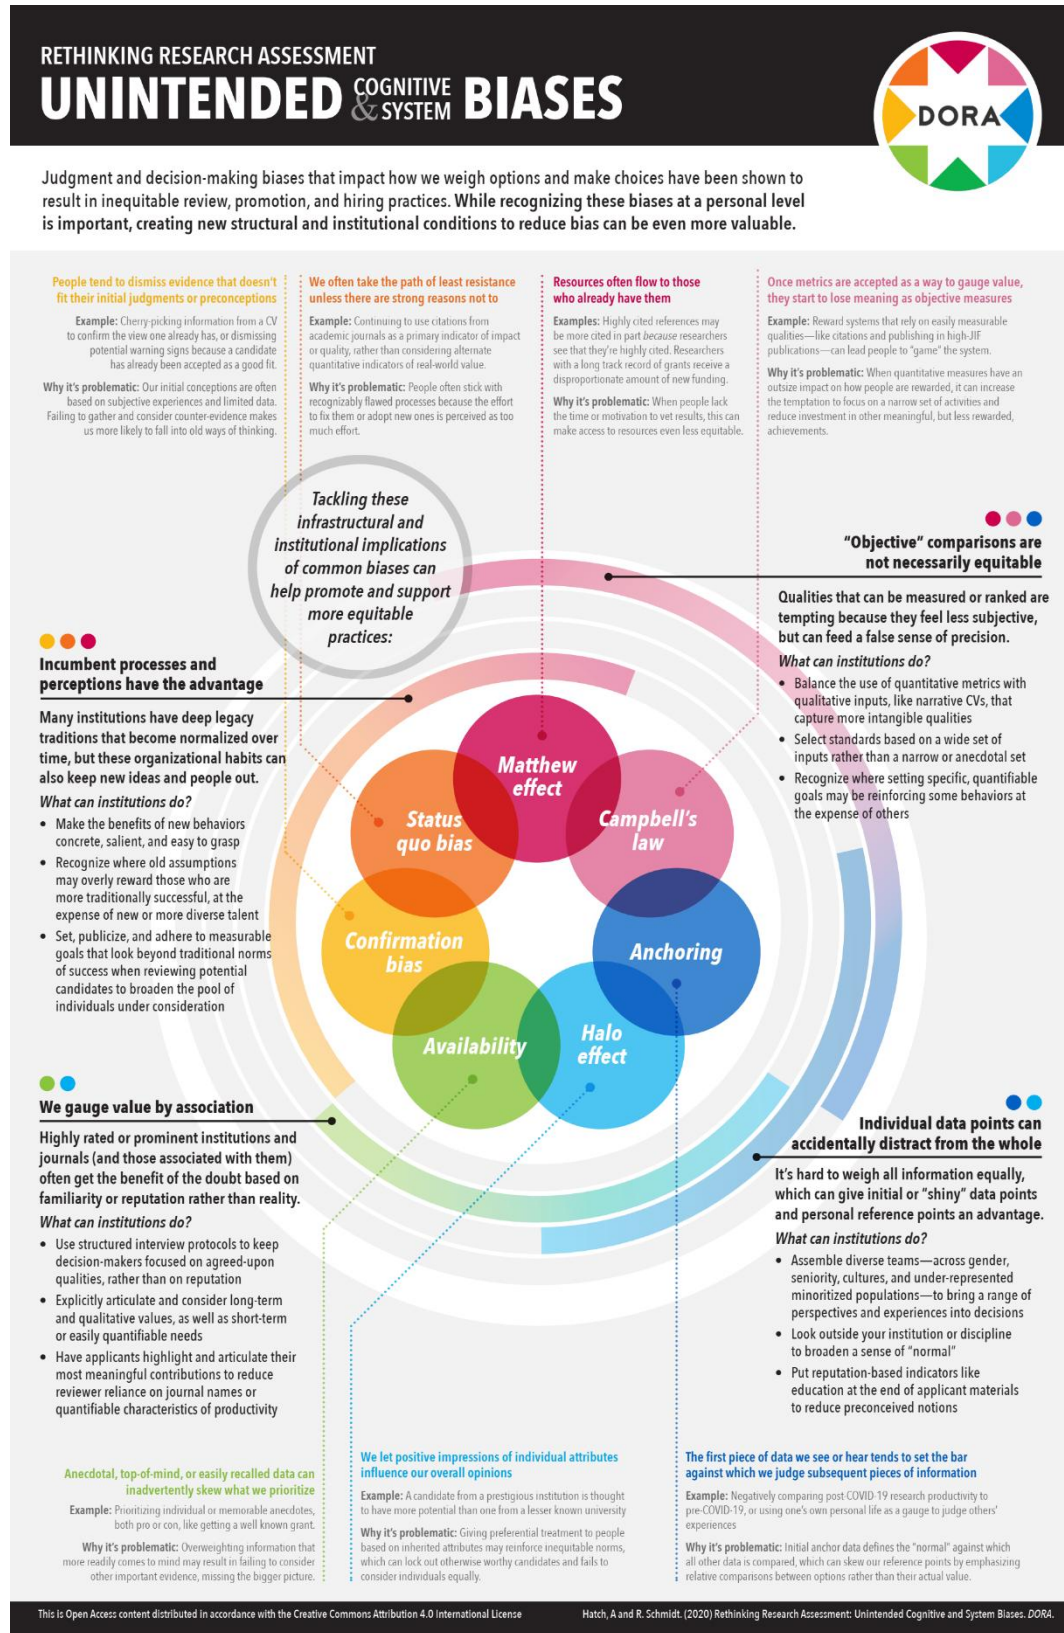 RETHINKING RESEARCH ASSESSMENT
UNINTENDED COGNITIVE & SYSTEM BIASES
DORA
Judgment and decision-making biases that impact how we weigh options and make choices have been shown to
result in inequitable review, promotion, and hiring practices. While recognizing these biases at a personal level
is important, creating new structural and institutional conditions to reduce bias can be even more valuable.
People tend to dismiss evidence that doesn't
fit their initial judgments or preconceptions
Example: Cherry-picking information from a CV
to confirm the view one already has, or dismissing
potential warning signs because a candidate
has already been accepted as a good fit.
Why it's problematic: Our initial conceptions are often
based on subjective experiences and limited data.
Failing to gather and consider counter-evidence makes
us more likely to fall into old ways of thinking.
We often take the path of least resistance
unless there are strong reasons not to
Example: Continuing to use citations from
academic journals as a primary indicator of impact
or quality, rather than considering alternate
quantitative indicators of real-world value.
Why it's problematic: People often stick with
recognizably flawed processes because the effort
to fix them or adopt new ones is perceived as too
much effort.
Resources often flow to those
who already have them
Examples: Highly cited references may
be more cited in part because researchers
see that they're highly cited. Researchers
with a long track record of grants receive a
disproportionate amount of new funding.
Why it's problematic: When people lack
the time or motivation to vet results, this can
make access to resources even less equitable.
Once metrics are accepted as a way to gauge value,
they start to lose meaning as objective measures
Example: Reward systems that rely on easily measurable
qualities—like citations and publishing in high-JIF
publications—can lead people to "game" the system.
Why it's problematic: When quantitative measures have an
outsize impact on how people are rewarded, it can increase
the temptation to focus on a narrow set of activities and
reduce investment in other meaningful, but less rewarded,
achievements.
Tackling these
infrastructural and
institutional implications
of common biases can
help promote and support
more equitable
practices:
"Objective" comparisons are
not necessarily equitable
Qualities that can be measured or ranked are
tempting because they feel less subjective,
but can feed a false sense of precision.
What can institutions do?
• Balance the use of quantitative metrics with
qualitative inputs, like narrative CVs, that
capture more intangible qualities
• Select standards based on a wide set of
inputs rather than a narrow or anecdotal set
• Recognize where setting specific, quantifiable
goals may be reinforcing some behaviors at
the expense of others
Incumbent processes and
perceptions have the advantage
Many institutions have deep legacy
traditions that become normalized over
time, but these organizational habits can
also keep new ideas and people out.
What can institutions do?
• Make the benefits of new behaviors
concrete, salient, and easy to grasp
• Recognize where old assumptions
may overly reward those who are
more traditionally successful, at the
expense of new or more diverse talent
• Set, publicize, and adhere to measurable
goals that look beyond traditional norms
of success when reviewing potential
candidates to broaden the pool of
individuals under consideration
Matthew
effect
Status
quo bias
Campbell's
law
Confirmation
bias
Anchoring
Availability
Halo
effect
We gauge value by association
Highly rated or prominent institutions and
journals (and those associated with them)
often get the benefit of the doubt based on
familiarity or reputation rather than reality.
What can institutions do?
• Use structured interview protocols to keep
decision-makers focused on agreed-upon
qualities, rather than on reputation
• Explicitly articulate and consider long-term
and qualitative values, as well as short-term
or easily quantifiable needs
• Have applicants highlight and articulate their
most meaningful contributions to reduce
reviewer reliance on journal names or
quantifiable characteristics of productivity
Individual data points can
accidentally distract from the whole
It's hard to weigh all information equally,
which can give initial or "shiny" data points
and personal reference points an advantage.
What can institutions do?
• Assemble diverse teams—across gender,
seniority, cultures, and under-represented
minoritized populations—to bring a range of
perspectives and experiences into decisions
• Look outside your institution or discipline
to broaden a sense of "normal"
• Put reputation-based indicators like
education at the end of applicant materials
to reduce preconceived notions
Anecdotal, top-of-mind, or easily recalled data can
inadvertently skew what we prioritize
Example: Prioritizing individual or memorable anecdotes,
both pro or con, like getting a well known grant.
Why it's problematic: Overweighting information that
more readily comes to mind may result in failing to consider
other important evidence, missing the bigger picture.
We let positive impressions of individual attributes
influence our overall opinions
Example: A candidate from a prestigious institution is thought
to have more potential than one from a lesser known university
Why it's problematic: Giving preferential treatment to people
based on inherited attributes may reinforce inequitable norms,
which can lock out otherwise worthy candidates and fails to
consider individuals equally.
The first piece of data we see or hear tends to set the bar
against which we judge subsequent pieces of information
Example: Negatively comparing post-COVID-19 research productivity to
pre-COVID-19, or using one's own personal life as a gauge to judge others'
experiences
Why it's problematic: Initial anchor data defines the "normal" against which
all other data is compared, which can skew our reference points by emphasizing
relative comparisons between options rather than their actual value.
This is Open Access content distributed in accordance with the Creative Commons Attribution 4.0 International License
Hatch, A and R. Schmidt. (2020) Rethinking Research Assessment: Unintended Cognitive and System Biases. DORA.